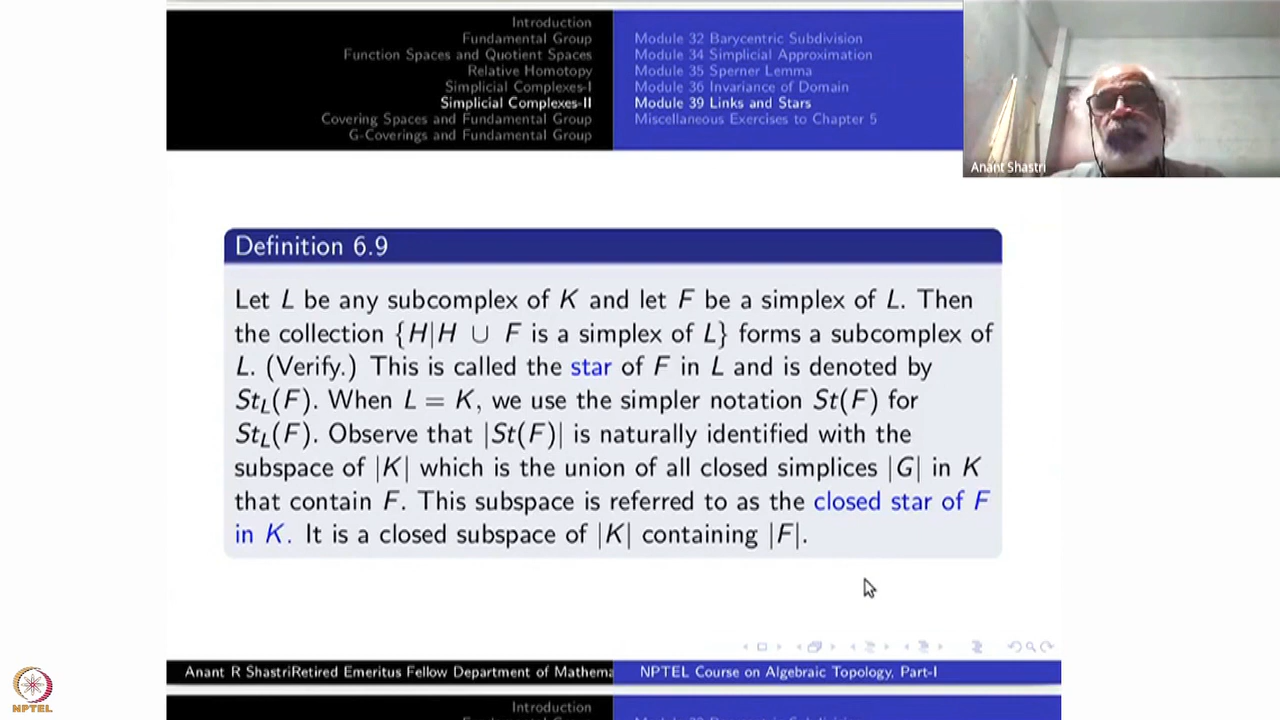 Introduction
Fundamental Group
Function Spaces and Quotient Spaces
Relative Homotopy
Simplicial Complexes-I
Simplicial Complexes-II
Covering Spaces and Fundamental Group
G-Coverings and Fundamental Group
Module 32 Barycentric Subdivision
Module 34 Simplicial Approximation
Module 35 Sperner Lemma
Module 36 Invariance of Domain
Module 39 Links and Stars
Miscellaneous Exercises to Chapter 5
Anant Shastri
Definition 6.9
Let L be any subcomplex of K and let F be a simplex of L. Then
the collection {H|H ∪ F is a simplex of L} forms a subcomplex of
L. (Verify.) This is called the star of F in L and is denoted by
St_L(F). When L = K, we use the simpler notation St(F) for
St_L(F). Observe that |St(F)| is naturally identified with the
subspace of |K| which is the union of all closed simplices |G| in K
that contain F. This subspace is referred to as the closed star of F
in K. It is a closed subspace of |K| containing |F|.
Anant R ShastriRetired Emeritus Fellow Department of Mathema
NPTEL Course on Algebraic Topology, Part-I
NPTEL
Introduction